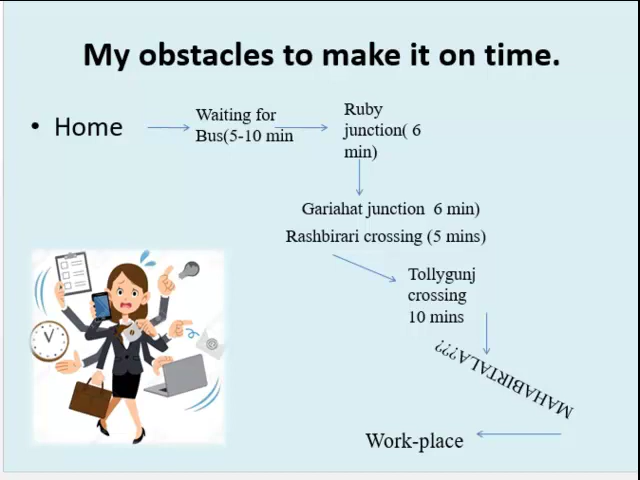 My obstacles to make it on time.
• Home
Waiting for
Bus(5-10 min
Ruby
junction( 6
min)
Gariahat junction  6 min)
Rashbirari crossing (5 mins)
Tollygunj
crossing
10 mins
MAHABIRTALA???
Work-place